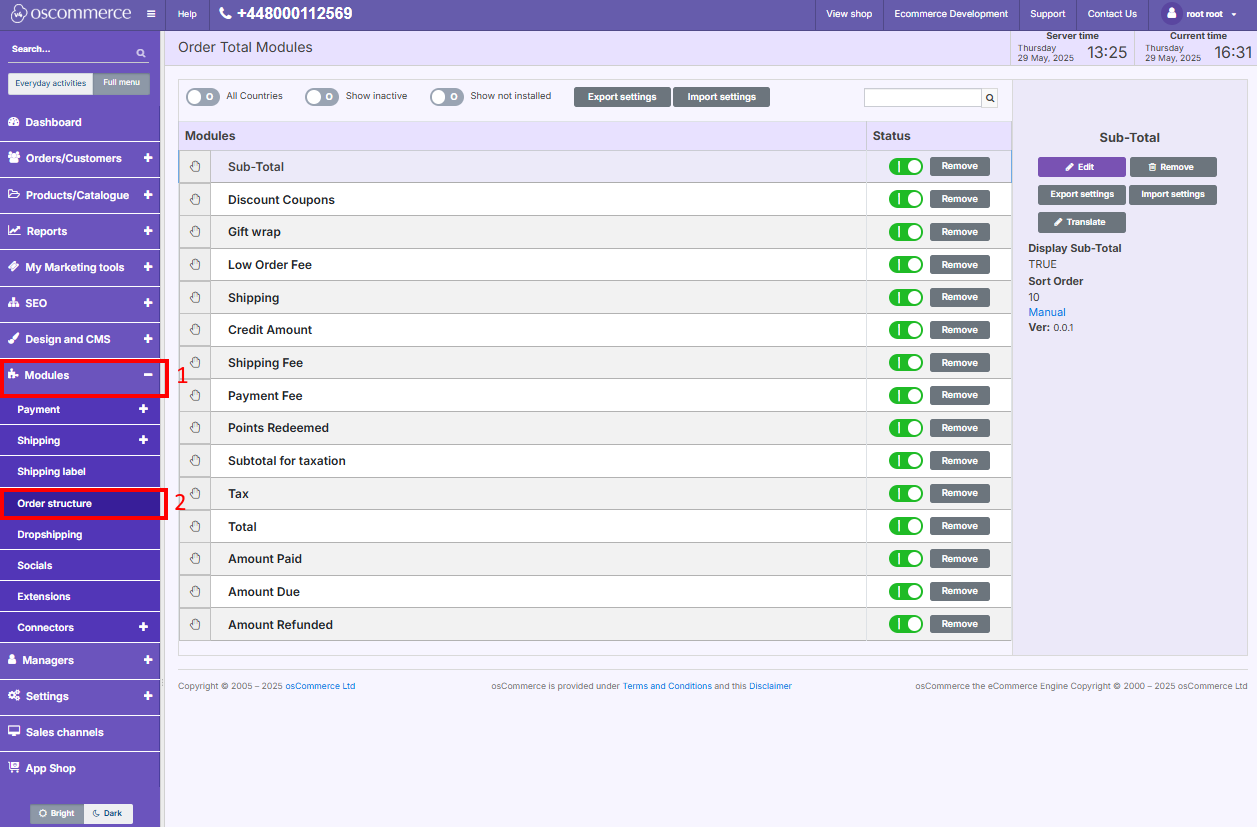 oscommerce
Help
+448000112569
View shop
Ecommerce Development
Support
Contact Us
root root
Search...
Everyday activities
Full menu
Dashboard
Orders/Customers
Products/Catalogue
Reports
My Marketing tools
SEO
Design and CMS
Modules
1
Payment
Shipping
Shipping label
Order structure
2
Dropshipping
Socials
Extensions
Connectors
Managers
Settings
Sales channels
App Shop
Bright
Dark
Order Total Modules
Server time
Thursday
29 May, 2025
13:25
Current time
Thursday
29 May, 2025
16:31
All Countries
Show inactive
Show not installed
Export settings
Import settings
Modules Status
Sub-Total Remove
Discount Coupons Remove
Gift wrap Remove
Low Order Fee Remove
Shipping Remove
Credit Amount Remove
Shipping Fee Remove
Payment Fee Remove
Points Redeemed Remove
Subtotal for taxation Remove
Tax Remove
Total Remove
Amount Paid Remove
Amount Due Remove
Amount Refunded Remove
Sub-Total
Edit
Remove
Export settings
Import settings
Translate
Display Sub-Total
TRUE
Sort Order
10
Manual
Ver: 0.0.1
Copyright © 2005 – 2025 osCommerce Ltd
osCommerce is provided under Terms and Conditions and this Disclaimer
osCommerce the eCommerce Engine Copyright © 2000 – 2025 osCommerce Ltd